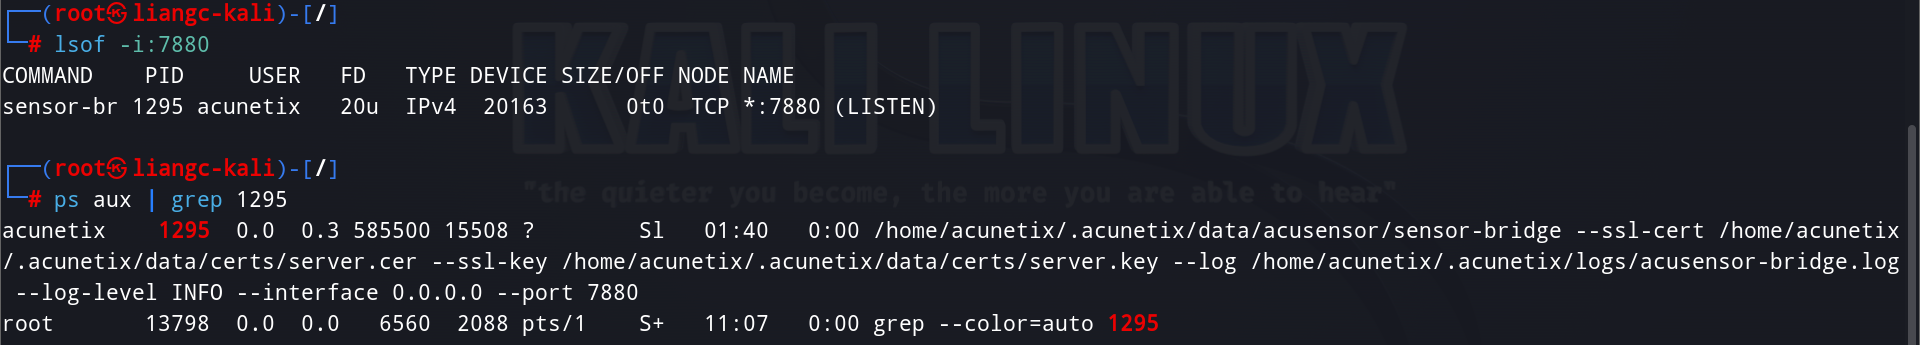 ┌──(root㉿liangc-kali)-[/]
└─# lsof -i:7880
COMMAND    PID     USER   FD   TYPE DEVICE SIZE/OFF NODE NAME
sensor-br 1295 acunetix   20u  IPv4  20163      0t0  TCP *:7880 (LISTEN)
┌──(root㉿liangc-kali)-[/]
└─# ps aux | grep 1295
acunetix    1295  0.0  0.3 585500 15508 ?        Sl   01:40   0:00 /home/acunetix/.acunetix/data/acusensor/sensor-bridge --ssl-cert /home/acunetix
/.acunetix/data/certs/server.cer --ssl-key /home/acunetix/.acunetix/data/certs/server.key --log /home/acunetix/.acunetix/logs/acusensor-bridge.log
 --log-level INFO --interface 0.0.0.0 --port 7880
root       13798  0.0  0.0   6560  2088 pts/1    S+   11:07   0:00 grep --color=auto 1295
KALI LINUX
"the quieter you become, the more you are able to hear"